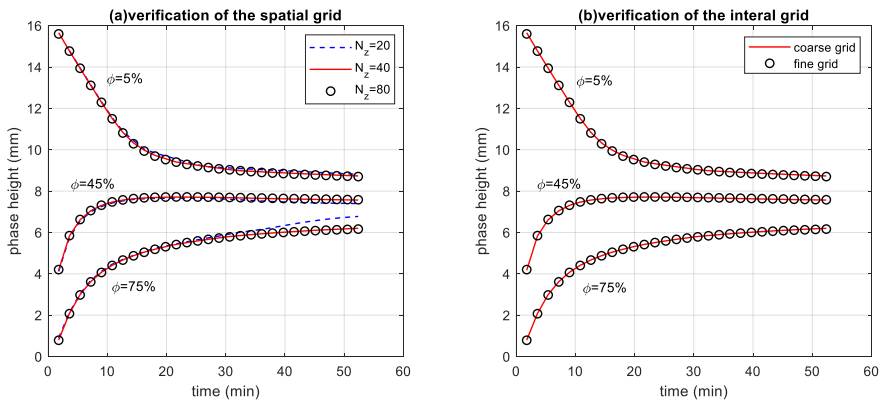 (a)verification of the spatial grid
N_z=20
N_z=40
N_z=80
ϕ=5%
ϕ=45%
ϕ=75%
phase height (mm)
16
14
12
10
8
6
4
2
0
0 10 20 30 40 50 60
time (min)
(b)verification of the interal grid
coarse grid
fine grid
ϕ=5%
ϕ=45%
ϕ=75%
phase height (mm)
16
14
12
10
8
6
4
2
0
0 10 20 30 40 50 60
time (min)